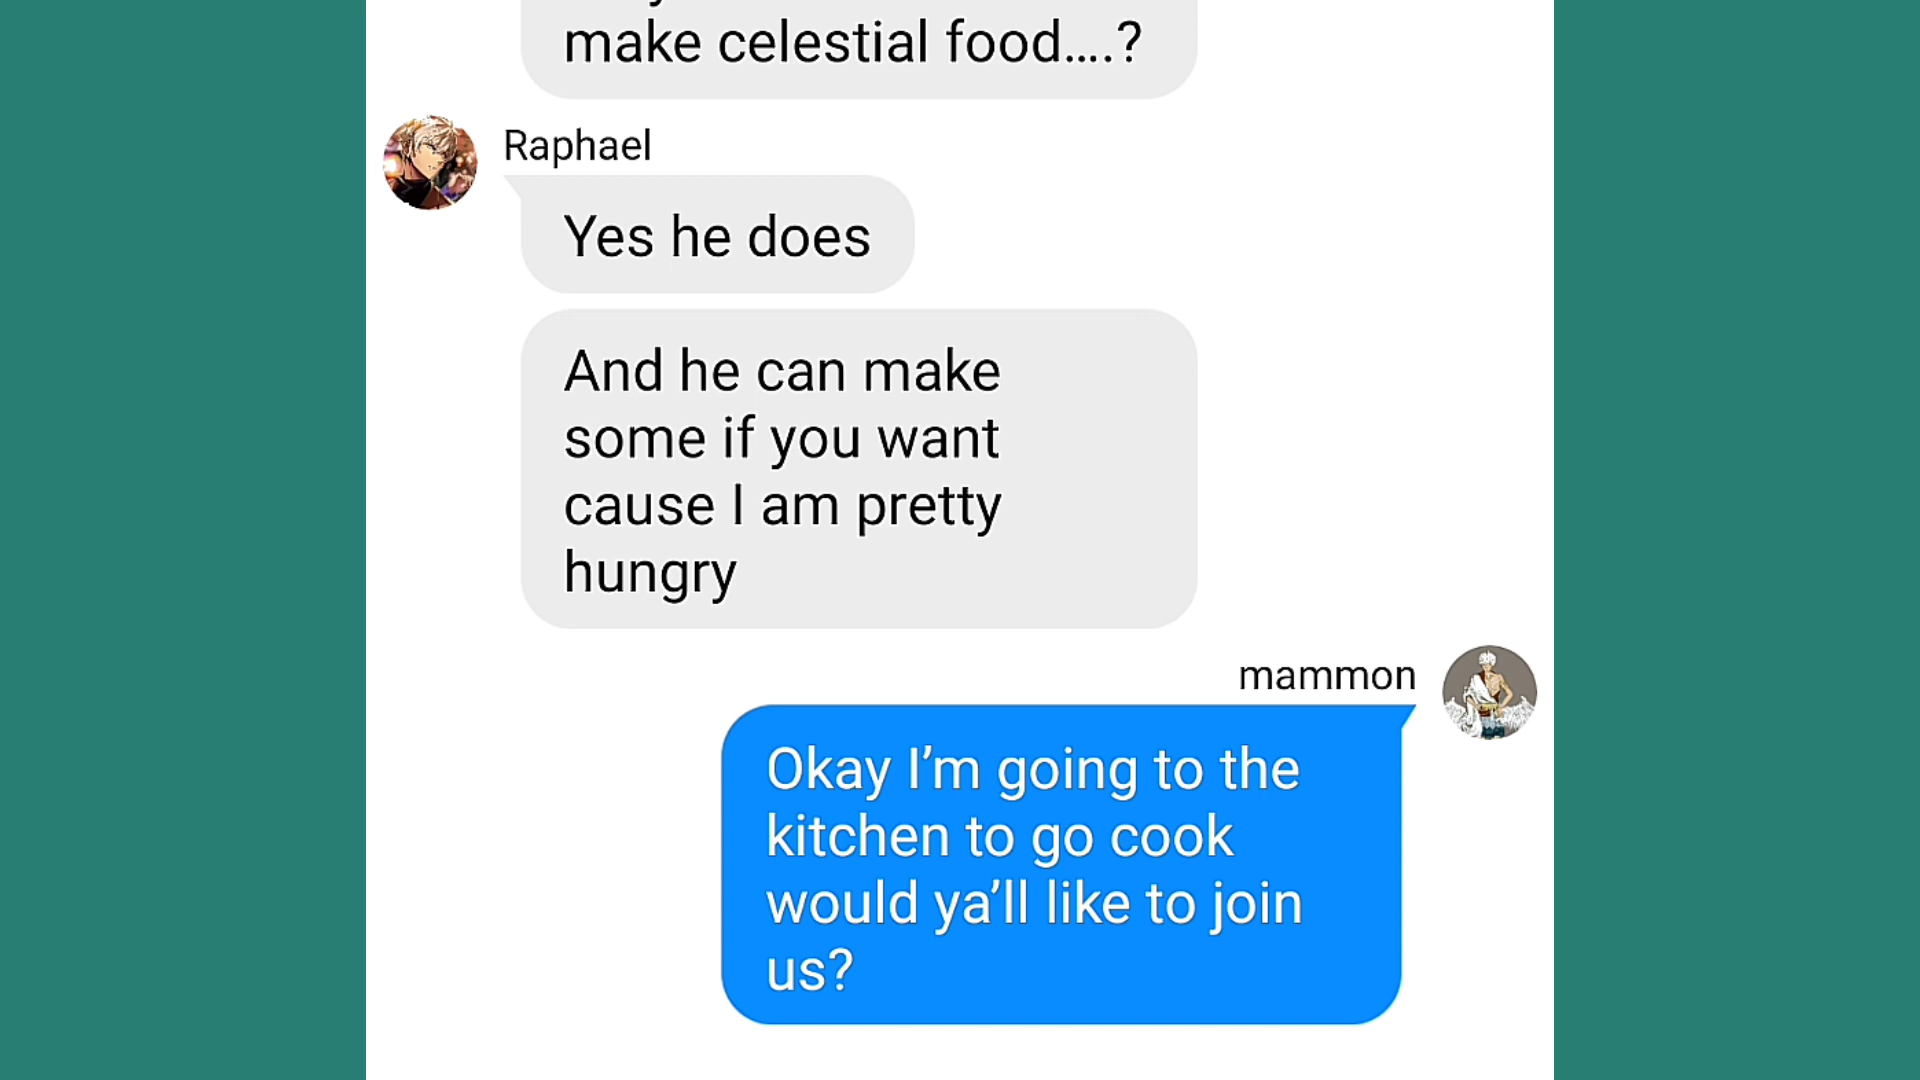 make celestial food....?
Raphael
Yes he does
And he can make
some if you want
cause I am pretty
hungry
mammon
Okay I’m going to the
kitchen to go cook
would ya’ll like to join
us?